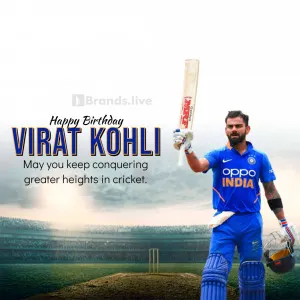 Brands.live
Happy Birthday
VIRAT KOHLI
May you keep conquering
greater heights in cricket.
oppo
INDIA